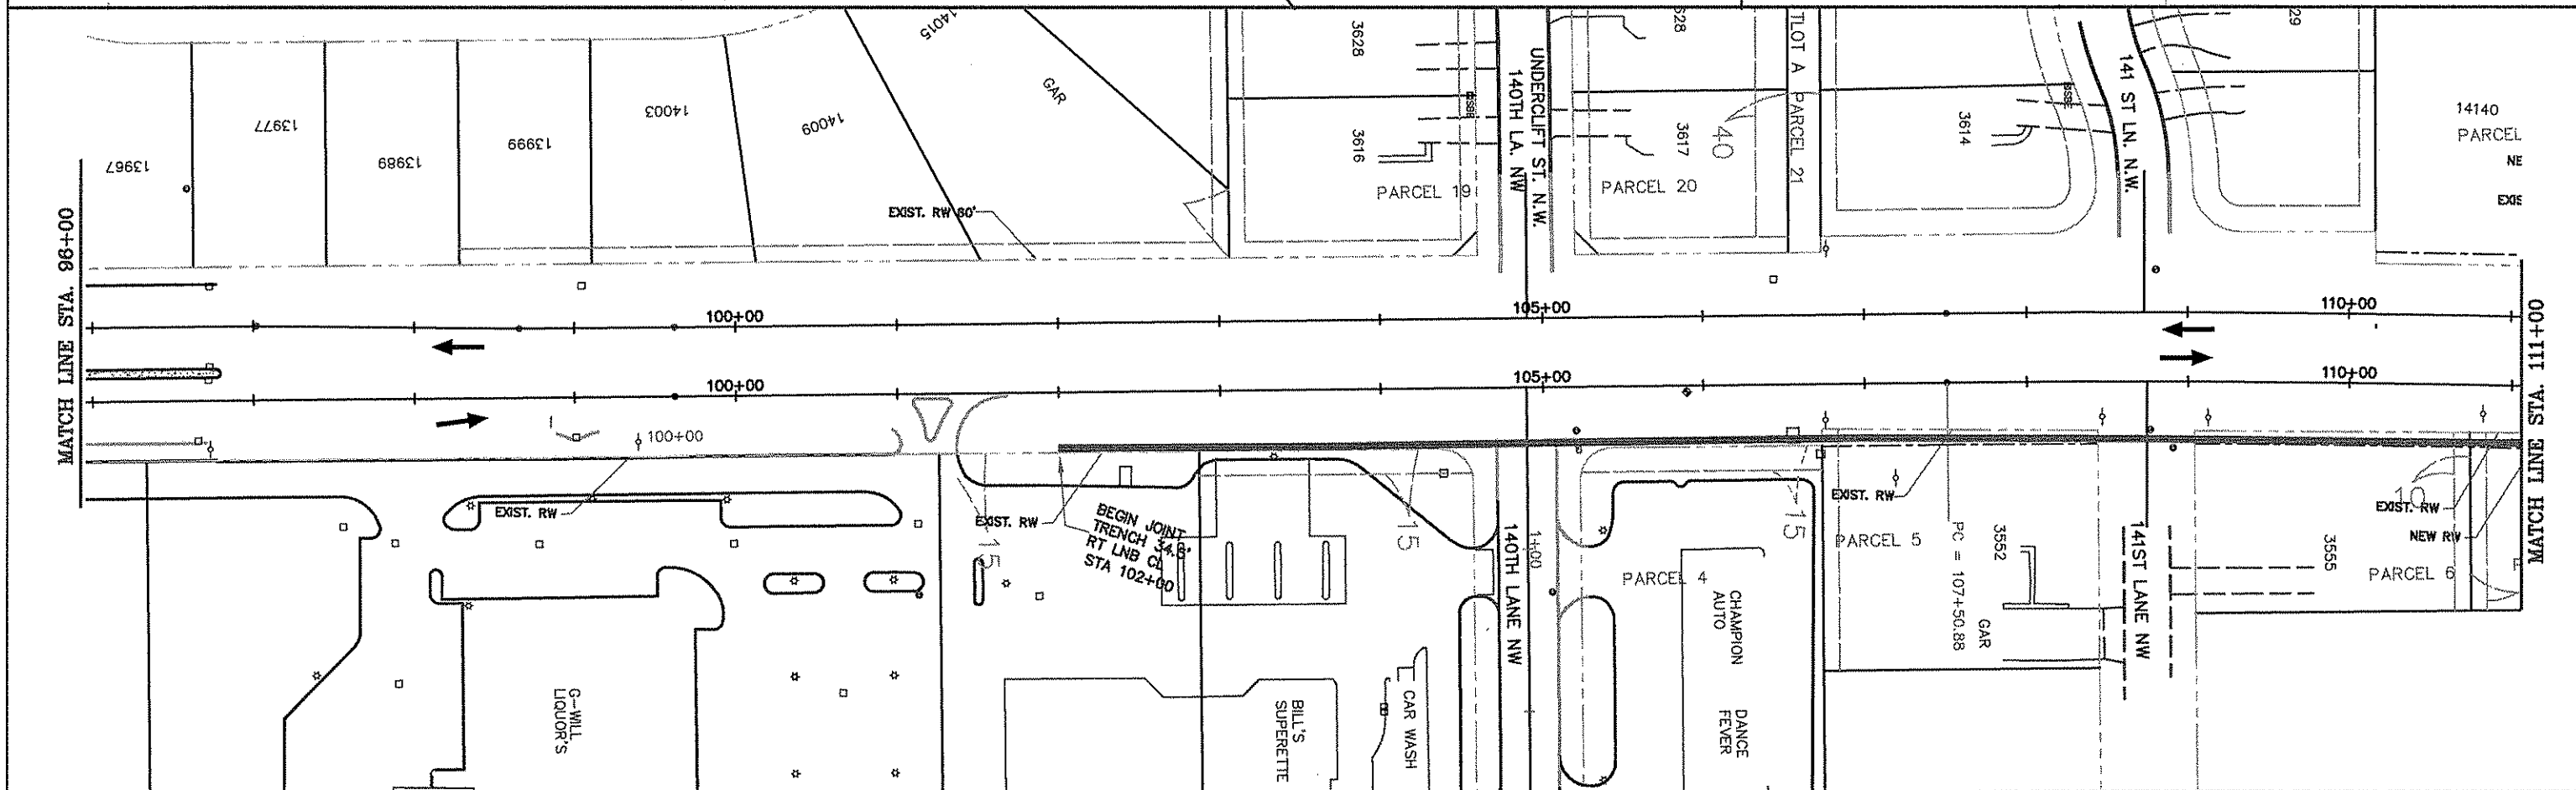 14015
GAR
3628
UNDERCLIFT ST. N.W.
140TH LA. NW
628
TLOT A PARCEL 21
141 ST LN. N.W.
29
13967
13977
13989
13999
14003
14009
3616
PARCEL 19
3617
40
PARCEL 20
3614
14140
PARCEL
NE
EXIS
EXIST. RW 80'
MATCH LINE STA. 96+00
100+00
105+00
110+00
100+00
105+00
110+00
MATCH LINE STA. 111+00
100+00
EXIST. RW
EXIST. RW
BEGIN JOINT
TRENCH 34.8'
RT LNB CL
STA 102+00
15
15
140TH LANE NW
1+00
15
EXIST. RW
PARCEL 4
PARCEL 5
PC = 107+50.88
3552
GAR
141ST LANE NW
3555
PARCEL 6
10
EXIST. RW
NEW RW
G-WILL
LIQUOR'S
BILL'S
SUPERETTE
CAR WASH
CHAMPION
AUTO
DANCE
FEVER